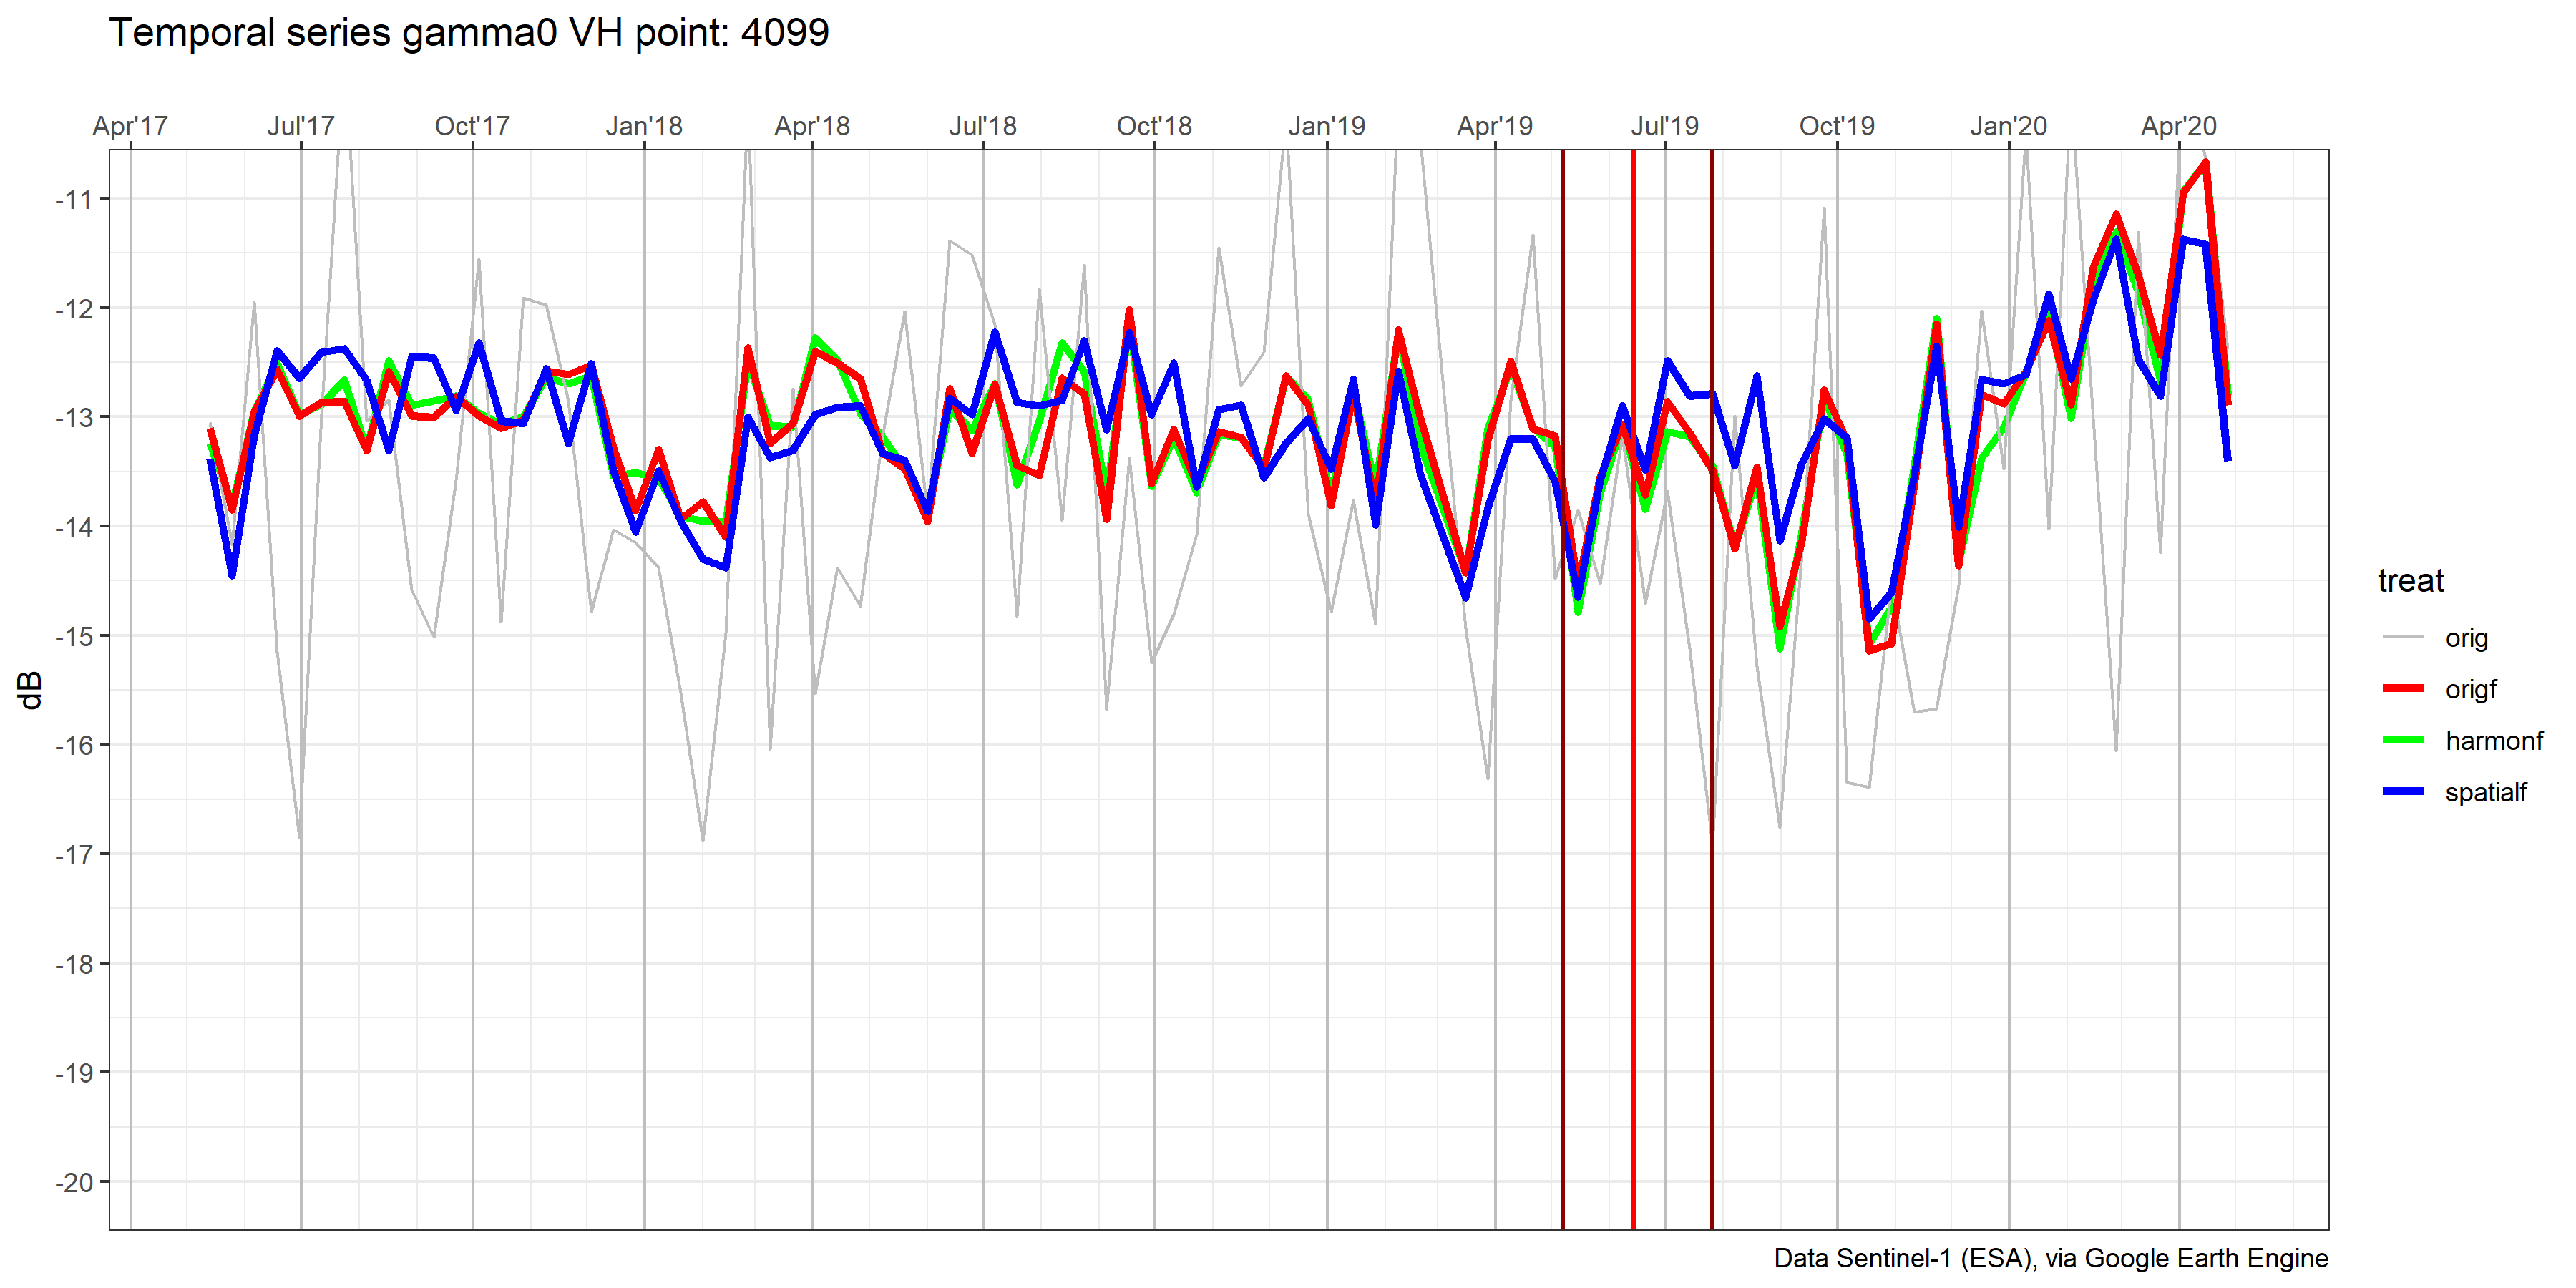 Temporal series gamma0 VH point: 4099
Apr'17 Jul'17 Oct'17 Jan'18 Apr'18 Jul'18 Oct'18 Jan'19 Apr'19 Jul'19 Oct'19 Jan'20 Apr'20
-11
-12
-13
-14
-15
-16
-17
-18
-19
-20
dB
treat
orig
origf
harmonf
spatialf
Data Sentinel-1 (ESA), via Google Earth Engine